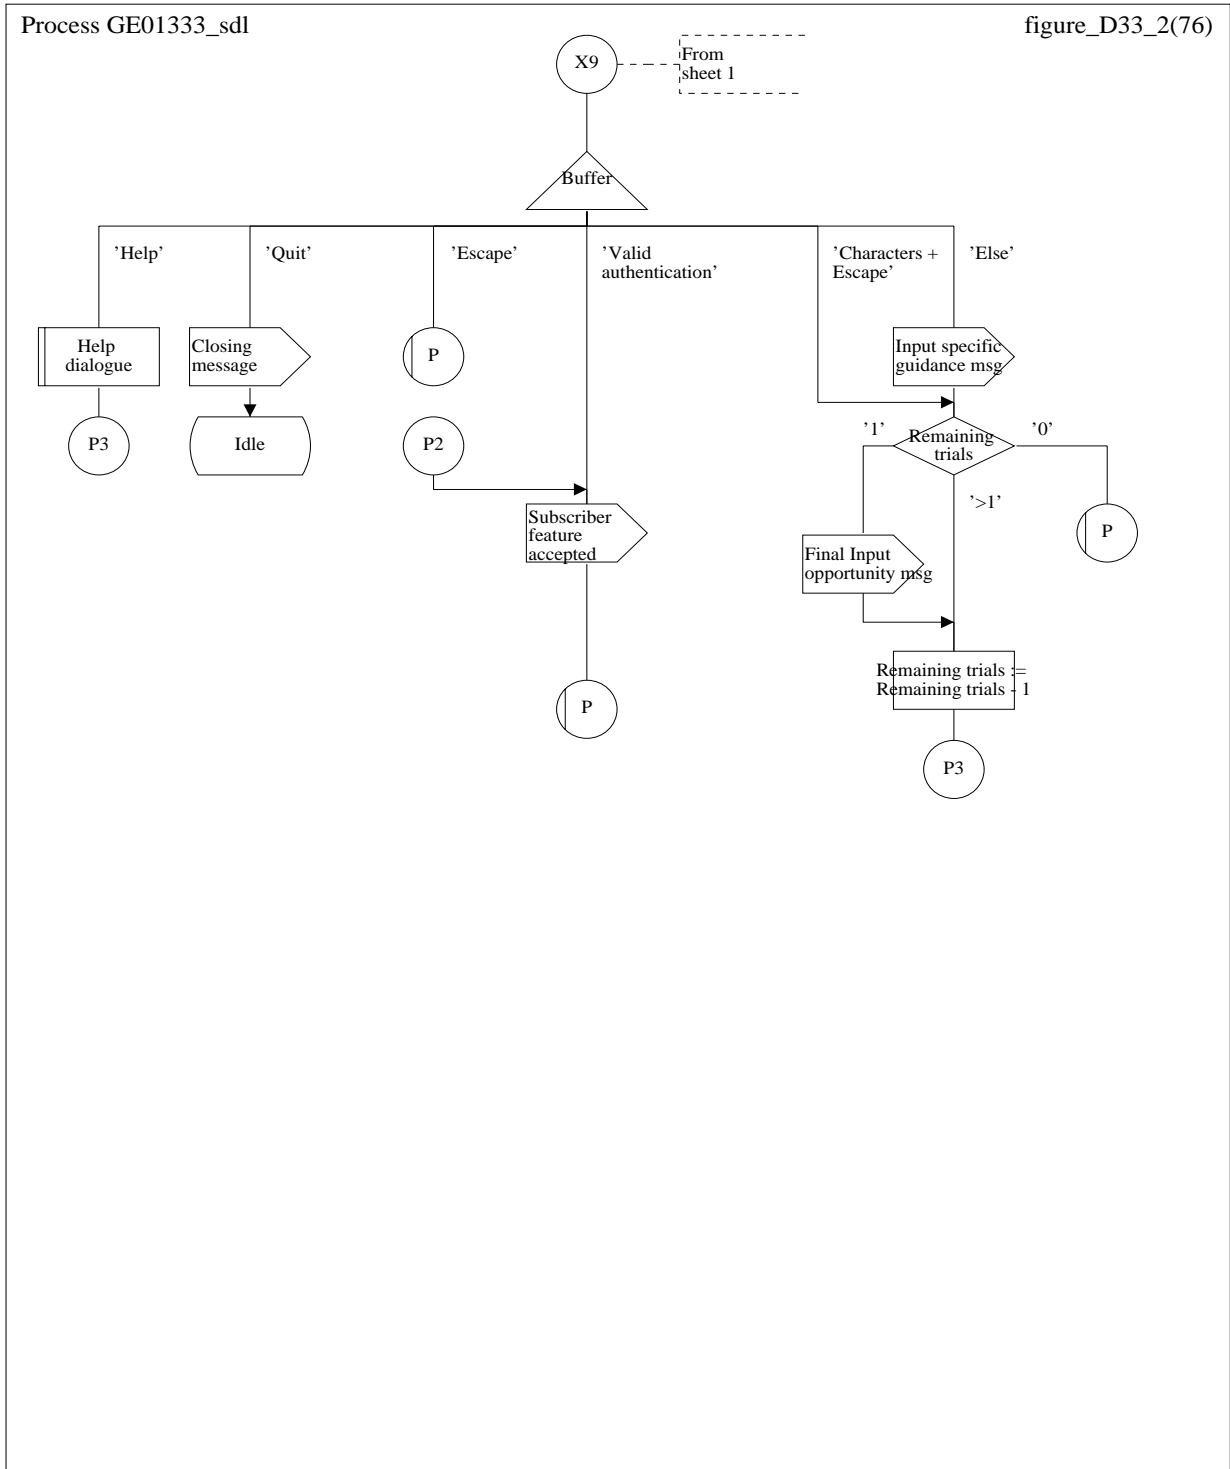 Process GE01333_sdl
figure_D33_2(76)
X9
From
sheet 1
Buffer
’Help’
’Quit’
’Escape’
’Valid
authentication’
’Characters +
Escape’
’Else’
Help
dialogue
Closing
message
P
Input specific
guidance msg
P3
Idle
P2
’1’
Remaining
trials
’0’
’>1’
Subscriber
feature
accepted
P
Final Input
opportunity msg
Remaining trials :=
Remaining trials - 1
P
P3